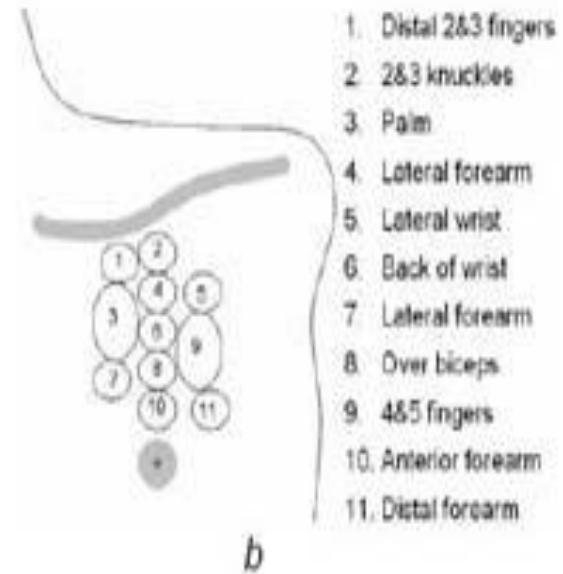 1. Distal 2&3 fingers
2 2&3 knuckles
3. Palm
4. Lateral forearm
5. Lateral wrist
6. Back of wrist
7 Lateral forearm
8. Over biceps
9. 4&5 fingers
10. Anterior forearm
11. Distal forearm
1
2
4
5
3
6
9
7
8
10
11
b